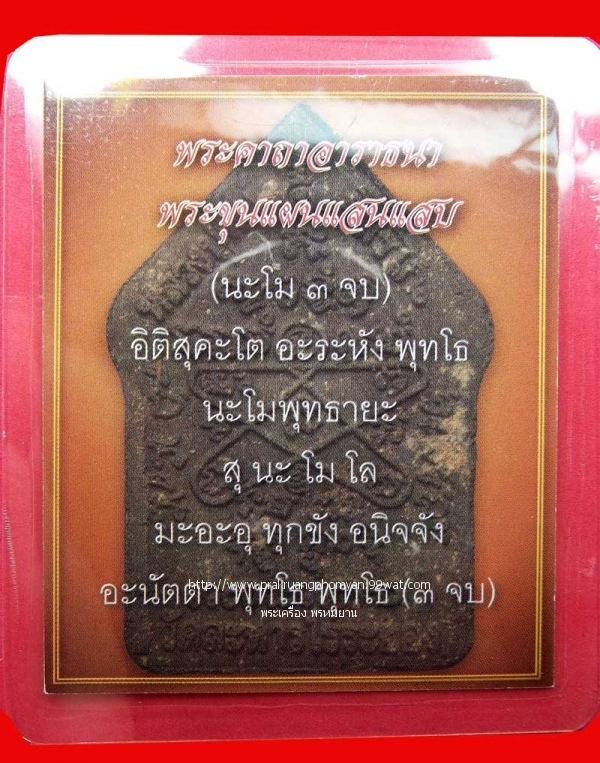 พระคาถาอาราธนา
พระขุนแผนแสนแสบ
(นะโม ๓ จบ)
อิติสุคะโต อะระหัง พุทโธ
นะโมพุทธายะ
สุ นะ โม โล
มะอะอุ ทุกขัง อนิจจัง
อะนัตตา พุทโธ พุทโธ (๓ จบ)
พระเครื่อง พรหมยาน